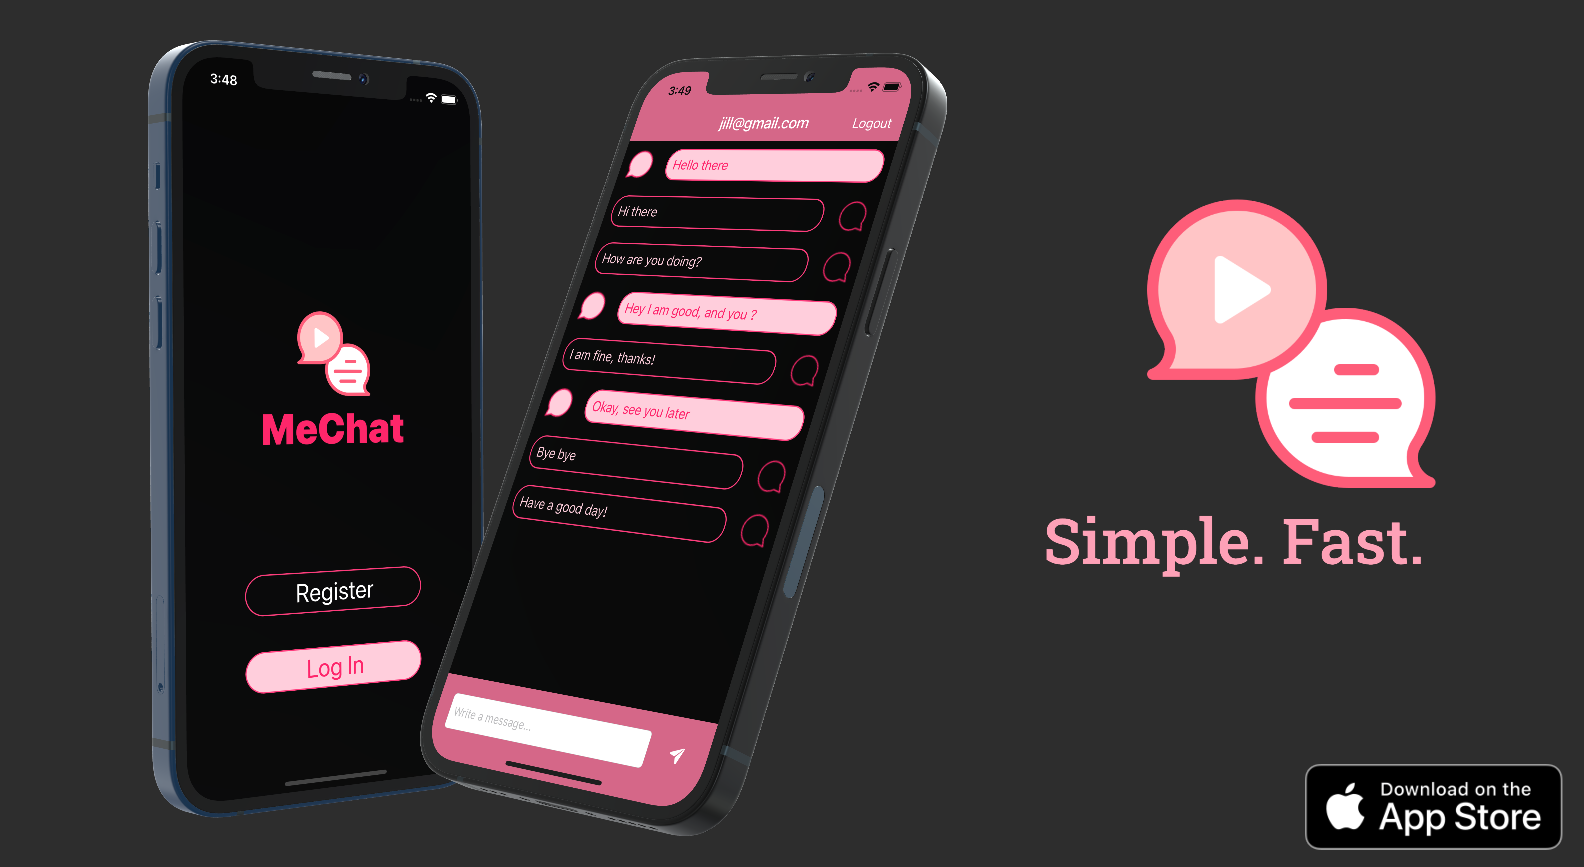 3:48
MeChat
Register
Log In
3:49
jill@gmail.com
Logout
Hello there
Hi there
How are you doing?
Hey I am good, and you ?
I am fine, thanks!
Okay, see you later
Bye bye
Have a good day!
Write a message...
Simple. Fast.
Download on the
App Store